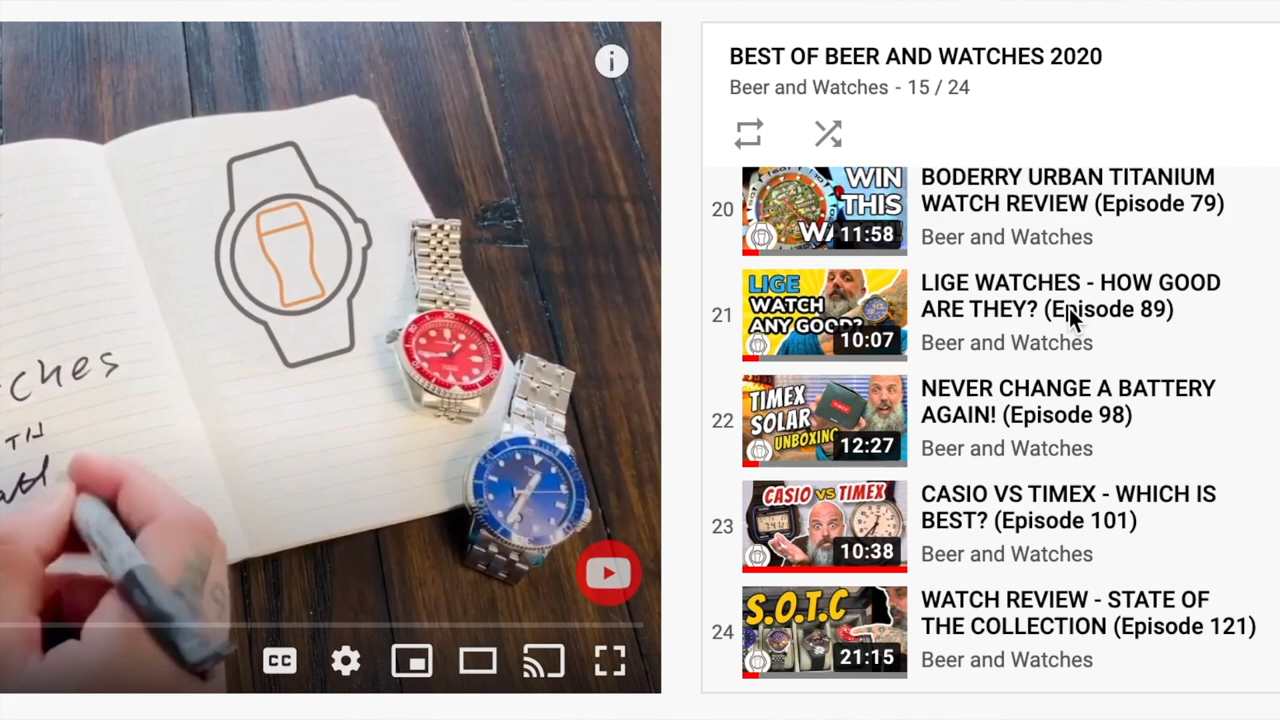 ches
TH
BEST OF BEER AND WATCHES 2020
Beer and Watches - 15 / 24
20
WIN
THIS
11:58
BODERRY URBAN TITANIUM
WATCH REVIEW (Episode 79)
Beer and Watches
21
LIGE
WATCH
ANY GOOD?
10:07
LIGE WATCHES - HOW GOOD
ARE THEY? (Episode 89)
Beer and Watches
22
TIMEX
SOLAR
UNBOXING
12:27
NEVER CHANGE A BATTERY
AGAIN! (Episode 98)
Beer and Watches
23
CASIO VS TIMEX
10:38
CASIO VS TIMEX - WHICH IS
BEST? (Episode 101)
Beer and Watches
24
S.O.T.C
21:15
WATCH REVIEW - STATE OF
THE COLLECTION (Episode 121)
Beer and Watches
CC